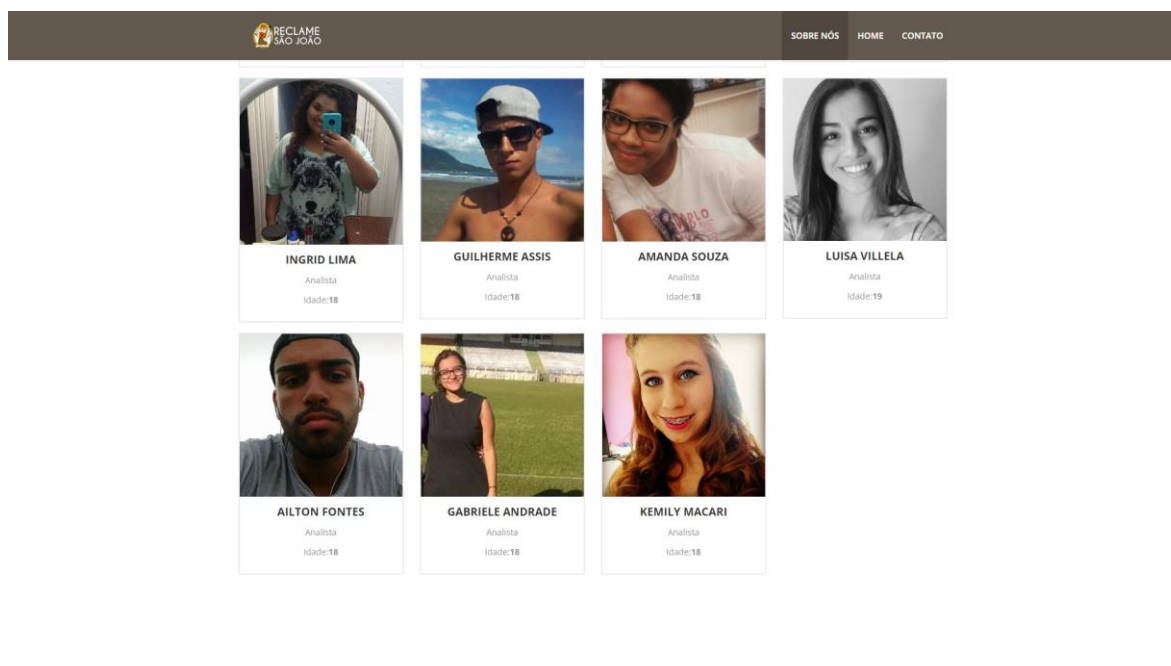 RECLAME
SÃO JOÃO
SOBRE NÓS HOME CONTATO
INGRID LIMA
Analista
Idade:18
GUILHERME ASSIS
Analista
Idade:18
AMANDA SOUZA
Analista
Idade:18
LUISA VILLELA
Analista
Idade:19
AILTON FONTES
Analista
Idade:18
GABRIELE ANDRADE
Analista
Idade:18
KEMILY MACARI
Analista
Idade:18